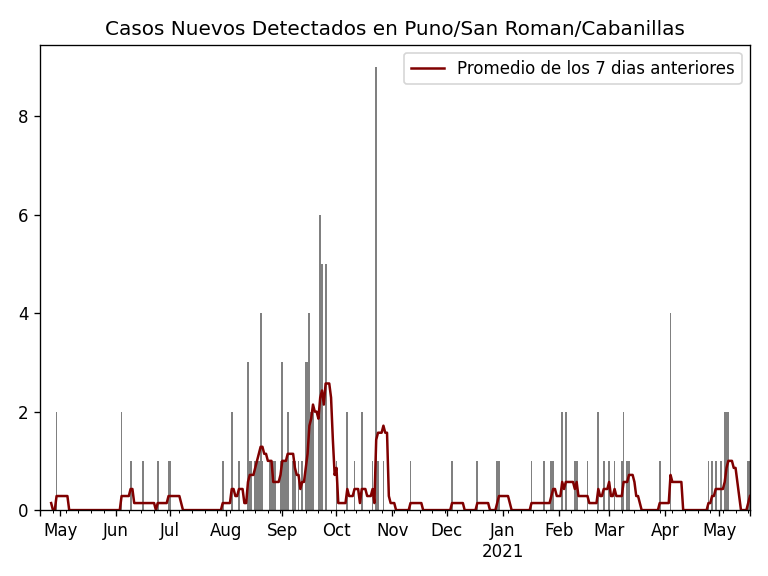 Casos Nuevos Detectados en Puno/San Roman/Cabanillas
Promedio de los 7 dias anteriores
8
6
4
2
0
May Jun Jul Aug Sep Oct Nov Dec Jan Feb Mar Apr May
2021